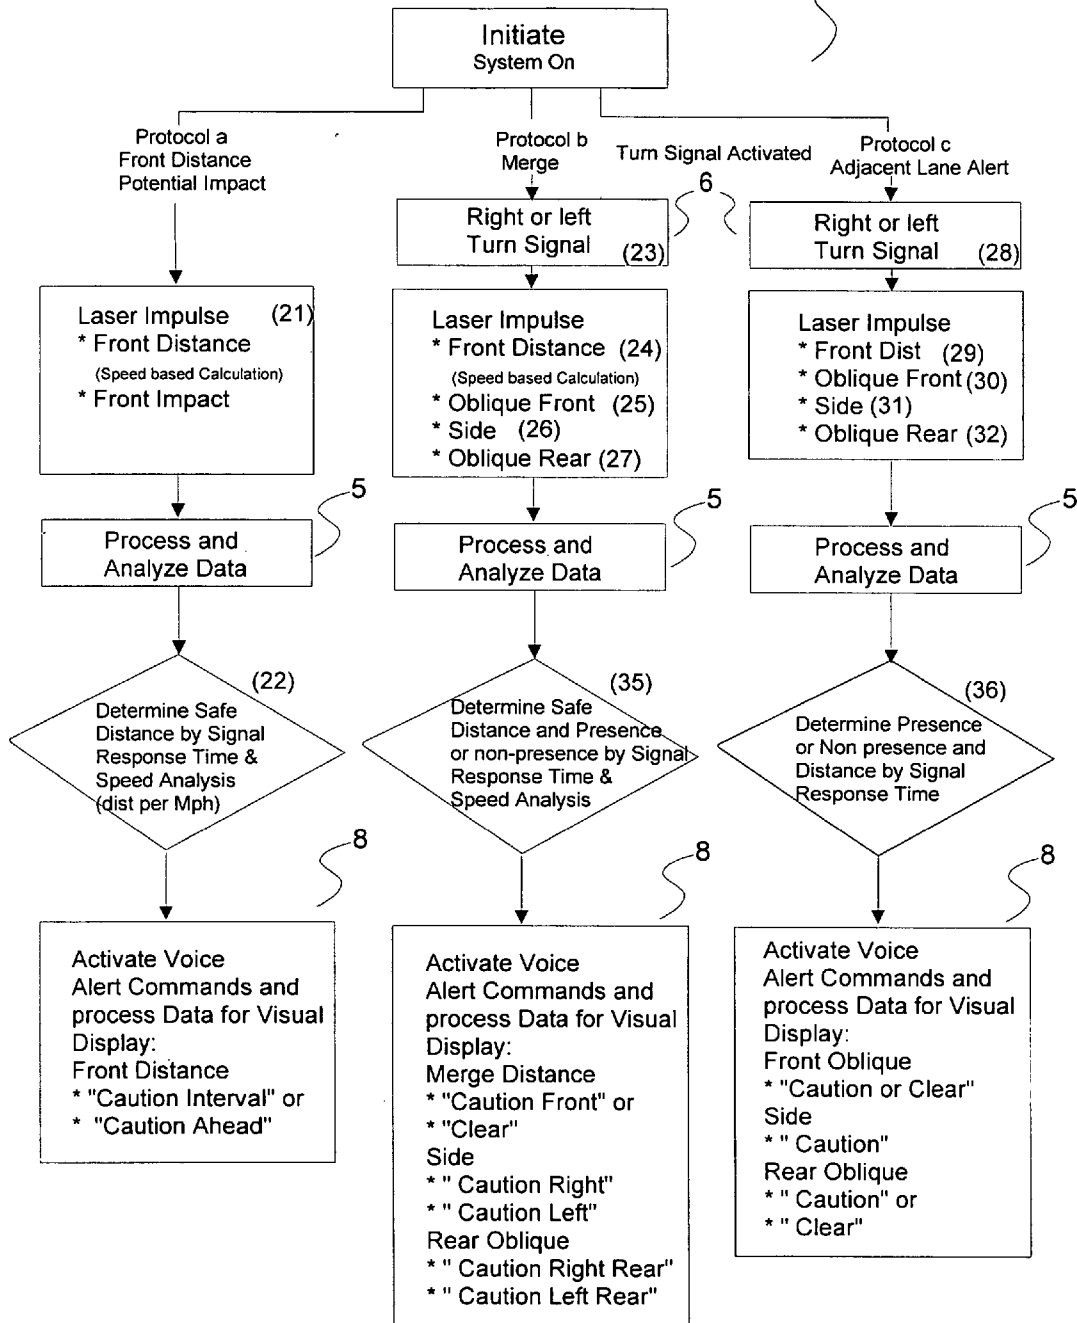 Initiate
System On
Protocol a
Front Distance
Potential Impact
Protocol b
Merge
Turn Signal Activated
Protocol c
Adjacent Lane Alert
6
Right or left
Turn Signal (23)
Right or left
Turn Signal (28)
Laser Impulse (21)
* Front Distance
(Speed based Calculation)
* Front Impact
Laser Impulse
* Front Distance (24)
(Speed based Calculation)
* Oblique Front (25)
* Side (26)
* Oblique Rear (27)
Laser Impulse
* Front Dist (29)
* Oblique Front (30)
* Side (31)
* Oblique Rear (32)
5
Process and
Analyze Data
5
Process and
Analyze Data
5
Process and
Analyze Data
(22)
Determine Safe
Distance by Signal
Response Time &
Speed Analysis
(dist per Mph)
(35)
Determine Safe
Distance and Presence
or non-presence by Signal
Response Time &
Speed Analysis
(36)
Determine Presence
or Non presence and
Distance by Signal
Response Time
8
Activate Voice
Alert Commands and
process Data for Visual
Display:
Front Distance
* "Caution Interval" or
* "Caution Ahead"
8
Activate Voice
Alert Commands and
process Data for Visual
Display:
Merge Distance
* "Caution Front" or
* "Clear"
Side
* " Caution Right"
* " Caution Left"
Rear Oblique
* " Caution Right Rear"
* " Caution Left Rear"
8
Activate Voice
Alert Commands and
process Data for Visual
Display:
Front Oblique
* "Caution or Clear"
Side
* " Caution"
Rear Oblique
* " Caution" or
* " Clear"